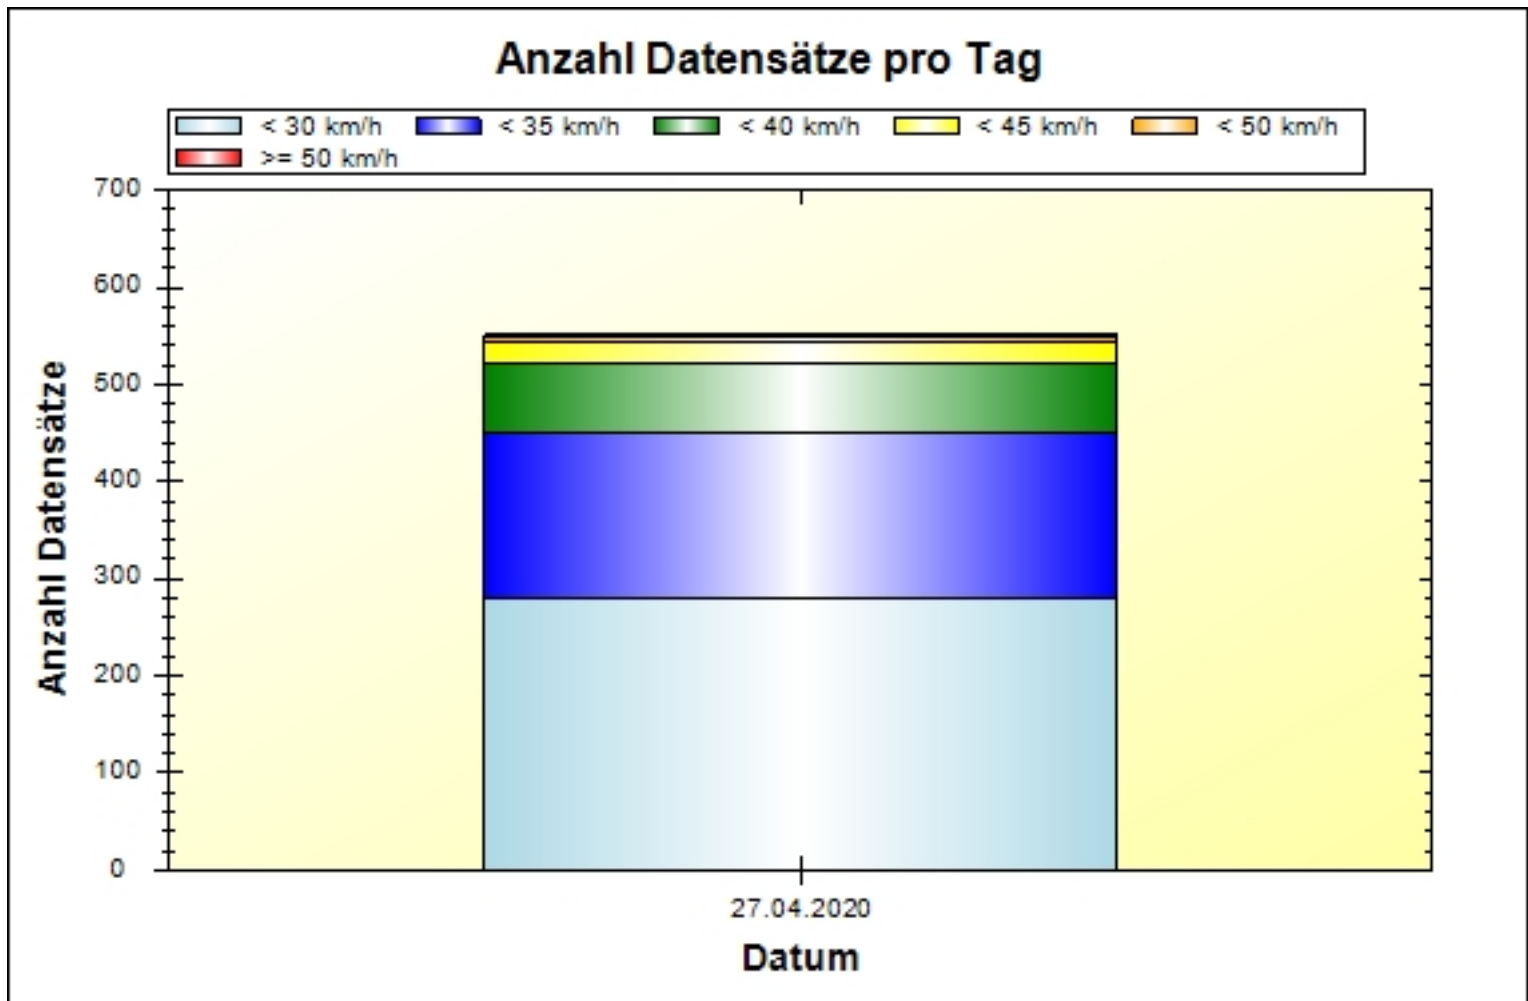 Anzahl Datensätze pro Tag
< 30 km/h < 35 km/h < 40 km/h < 45 km/h < 50 km/h
>= 50 km/h
700
600
500
400
300
200
100
0
Anzahl Datensätze
27.04.2020
Datum